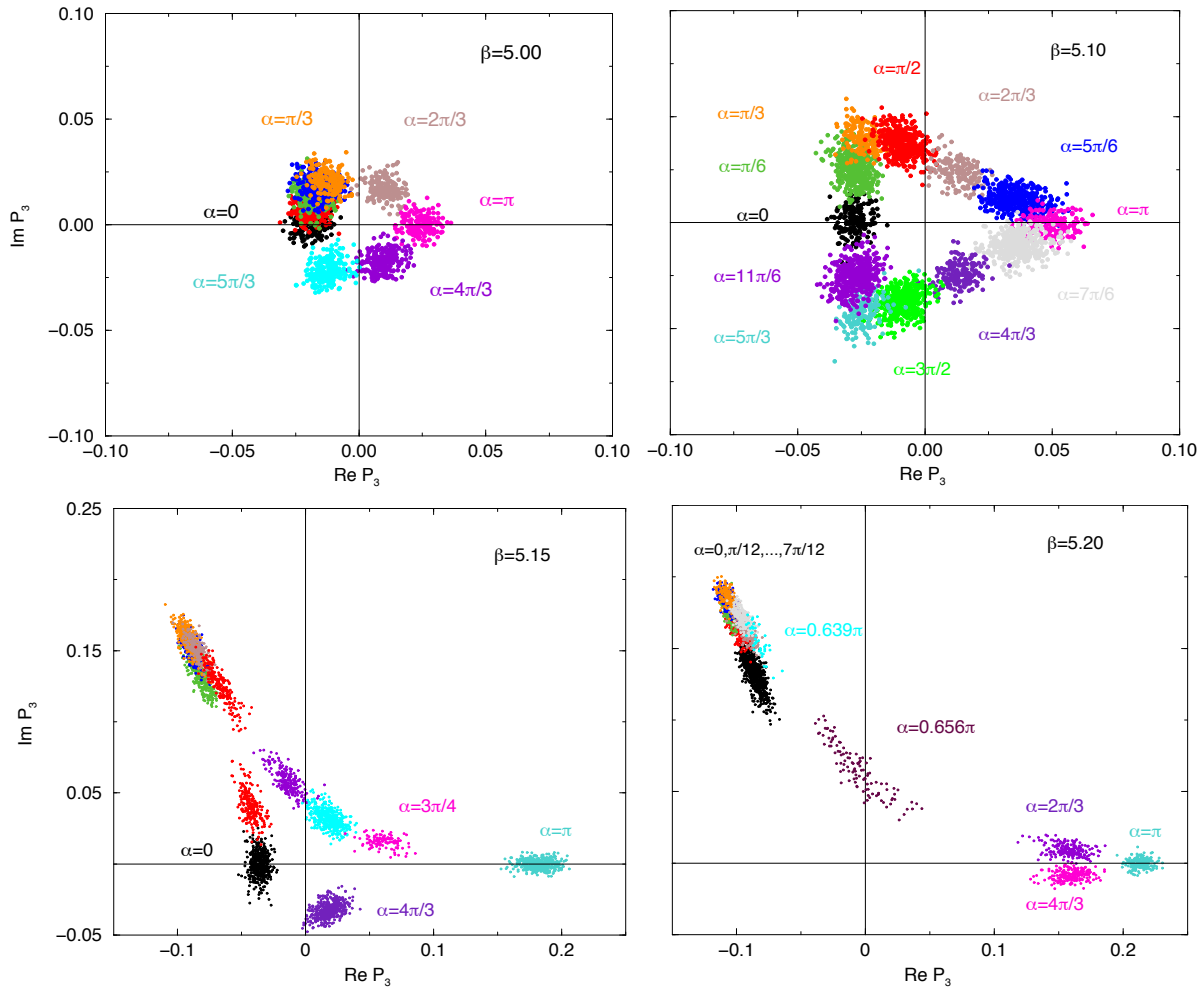 0.10
β=5.00
α=π/3
α=2π/3
0.05
Im P₃
0.00
α=0
α=π
α=5π/3
α=4π/3
−0.05
−0.10
−0.10 −0.05 0.00 0.05 0.10
Re P₃
β=5.10
α=π/2
α=2π/3
α=π/3
α=5π/6
α=π/6
α=0
α=π
α=11π/6
α=7π/6
α=5π/3
α=4π/3
α=3π/2
−0.10 −0.05 0.00 0.05 0.10
Re P₃
0.25
β=5.15
0.15
Im P₃
0.05
α=3π/4
α=0
α=π
α=4π/3
−0.05
−0.1 0 0.1 0.2
Re P₃
α=0,π/12,...,7π/12
β=5.20
α=0.639π
α=0.656π
α=2π/3
α=π
α=4π/3
−0.1 0 0.1 0.2
Re P₃